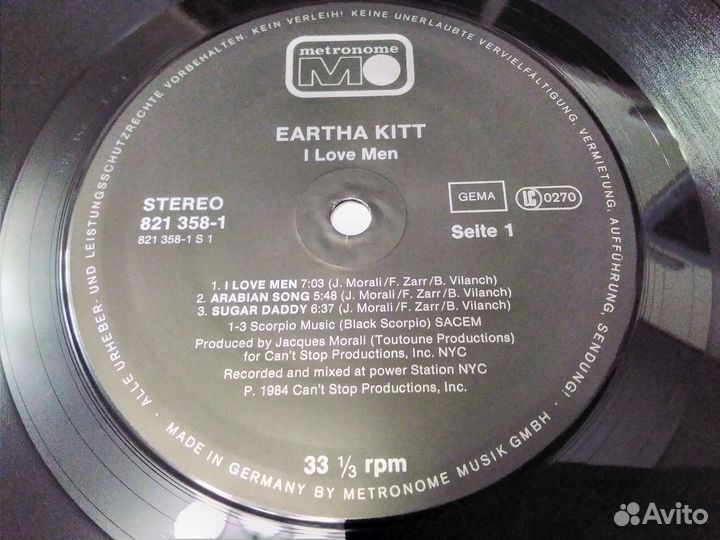 ALLE URHEBER- UND LEISTUNGSSCHUTZRECHTE VORBEHALTEN. KEIN VERLEIH! KEINE UNERLAUBTE VERVIELFÄLTIGUNG, VERMIETUNG, AUFFÜHRUNG, SENDUNG!
metronome
MO
EARTHA KITT
I Love Men
STEREO
821 358-1
821 358-1 S 1
GEMA
LC 0270
Seite 1
1. I LOVE MEN 7:03 (J. Morali/F. Zarr/B. Vilanch)
2. ARABIAN SONG 5:48 (J. Morali/F. Zarr/B. Vilanch)
3. SUGAR DADDY 6:37 (J. Morali/F. Zarr/B. Vilanch)
1-3 Scorpio Music (Black Scorpio) SACEM
Produced by Jacques Morali (Toutoune Productions)
for Can't Stop Productions, Inc. NYC
Recorded and mixed at power Station NYC
P. 1984 Can't Stop Productions, Inc.
33 1/3 rpm
· MADE IN GERMANY BY METRONOME MUSIK GMBH ·
Avito